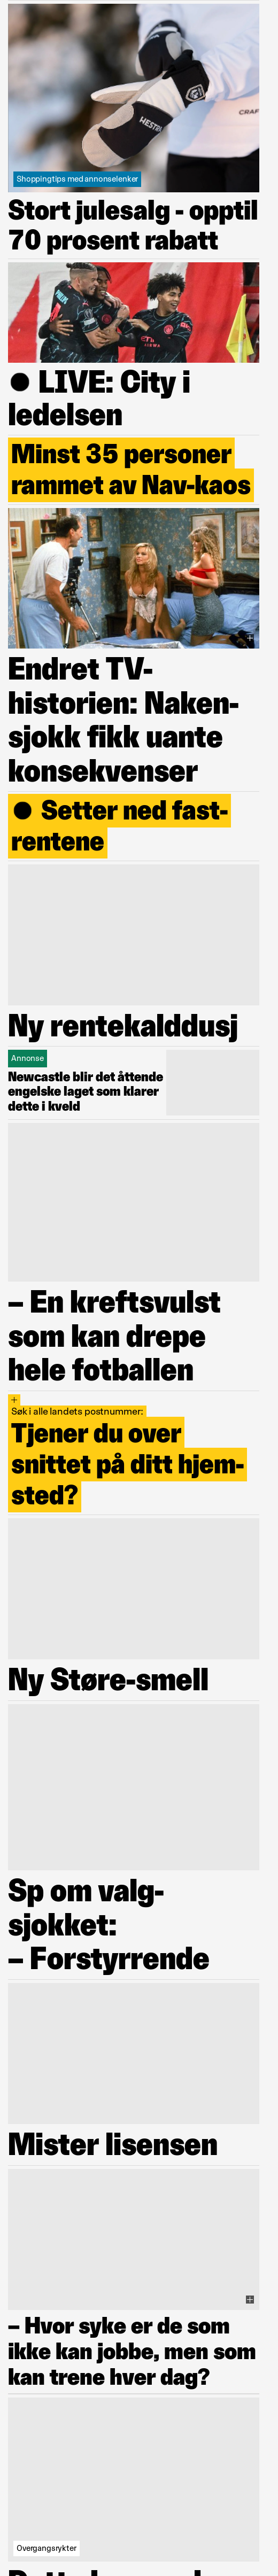 WESTRA
CRAF
Shoppingtips med annonselenker
Stort julesalg - opptil
70 prosent rabatt
● LIVE: City i
ledelsen
Minst 35 personer
rammet av Nav-kaos
Endret TV-
historien: Naken-
sjokk fikk uante
konsekvenser
● Setter ned fast-
rentene
Ny rentekalddusj
Annonse
Newcastle blir det åttende
engelske laget som klarer
dette i kveld
– En kreftsvulst
som kan drepe
hele fotballen
+
Søk i alle landets postnummer:
Tjener du over
snittet på ditt hjem-
sted?
Ny Støre-smell
Sp om valg-
sjokket:
– Forstyrrende
Mister lisensen
– Hvor syke er de som
ikke kan jobbe, men som
kan trene hver dag?
Overgangsrykter